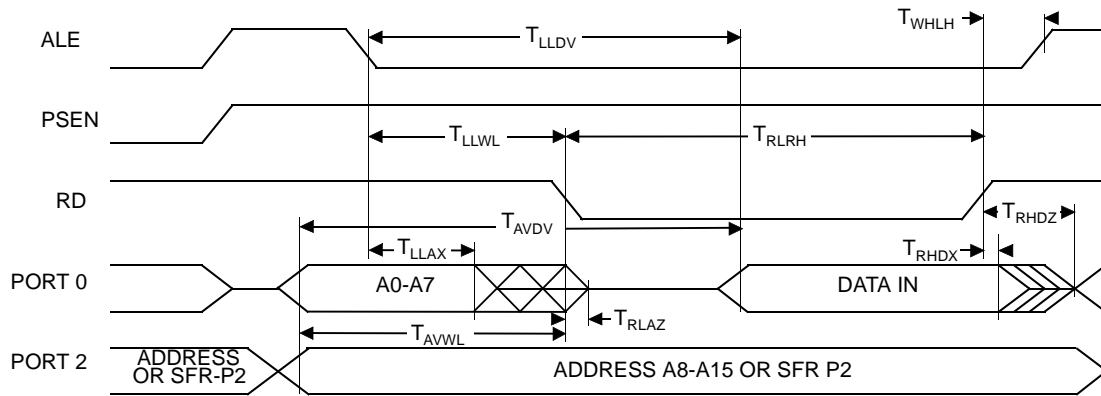 T_WHLH
ALE
T_LLDV
PSEN
T_LLWL
T_RLRH
RD
T_AVDV
T_RHDZ
T_LLAX
T_RHDX
PORT 0
A0-A7
DATA IN
T_RLAZ
T_AVWL
PORT 2
ADDRESS
OR SFR-P2
ADDRESS A8-A15 OR SFR P2